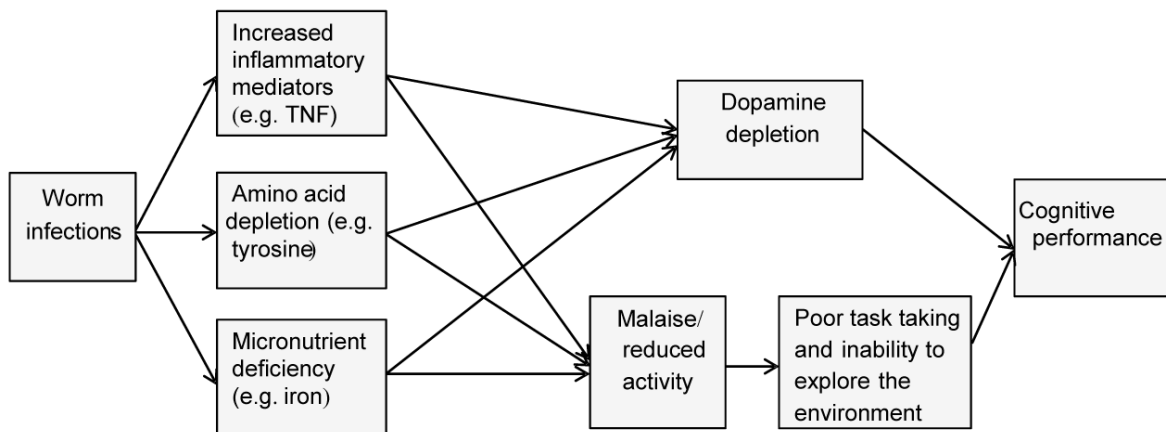 Increased
inflammatory
mediators
(e.g. TNF)
Worm
infections
Amino acid
depletion (e.g.
tyrosine)
Micronutrient
deficiency
(e.g. iron)
Dopamine
depletion
Malaise/
reduced
activity
Poor task taking
and inability to
explore the
environment
Cognitive
performance